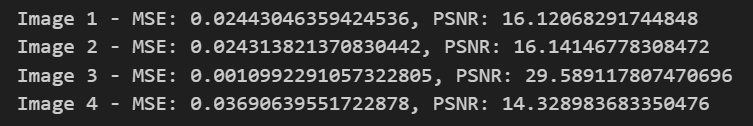 Image 1 - MSE: 0.02443046359424536, PSNR: 16.12068291744848
Image 2 - MSE: 0.024313821370830442, PSNR: 16.14146778308472
Image 3 - MSE: 0.0010992291057322805, PSNR: 29.589117807470696
Image 4 - MSE: 0.03690639551722878, PSNR: 14.328983683350476